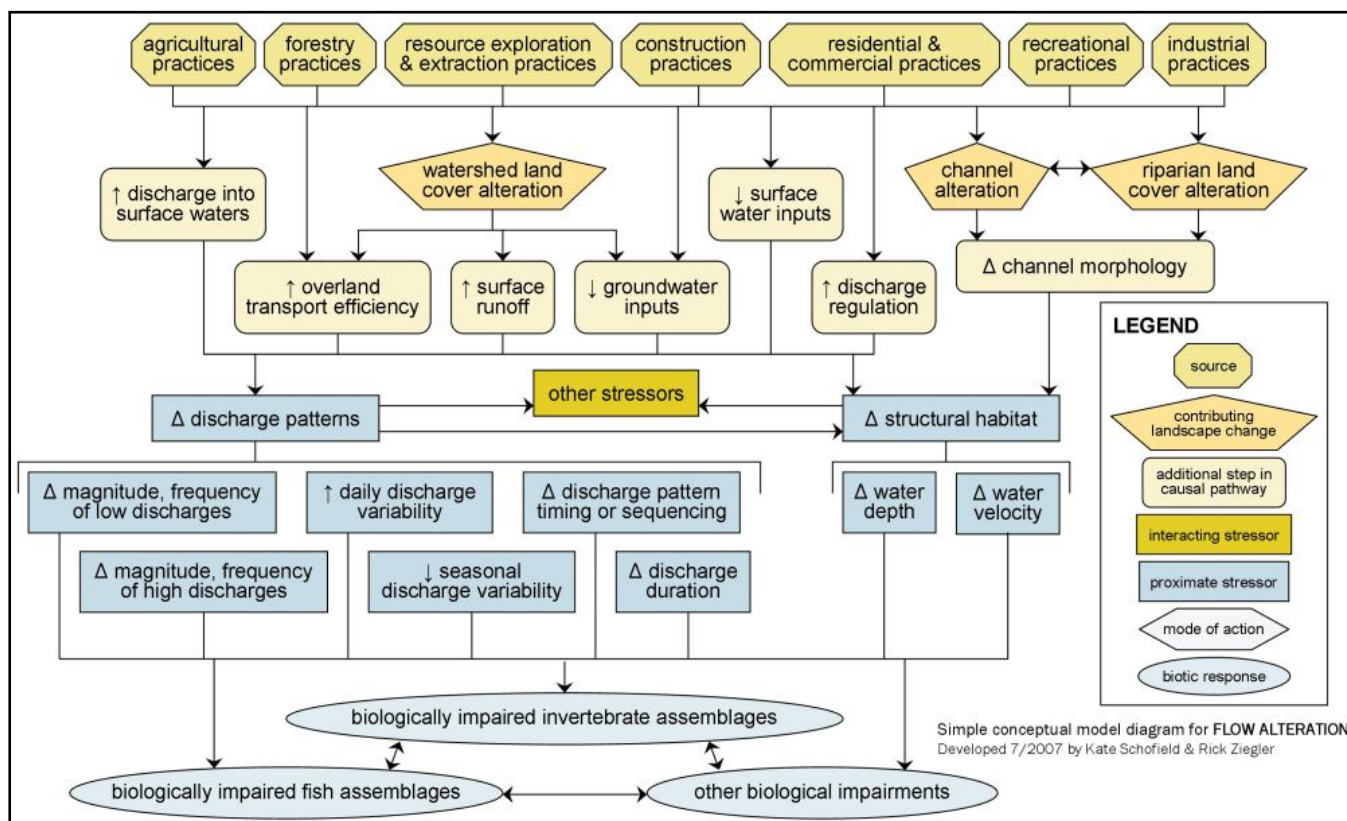 agricultural
practices
forestry
practices
resource exploration
& extraction practices
construction
practices
residential &
commercial practices
recreational
practices
industrial
practices
watershed land
cover alteration
channel
alteration
riparian land
cover alteration
↑ discharge into
surface waters
↓ surface
water inputs
↑ overland
transport efficiency
↑ surface
runoff
↓ groundwater
inputs
↑ discharge
regulation
Δ channel morphology
other stressors
Δ discharge patterns
Δ structural habitat
Δ magnitude, frequency
of low discharges
↑ daily discharge
variability
Δ discharge pattern
timing or sequencing
Δ water
depth
Δ water
velocity
Δ magnitude, frequency
of high discharges
↓ seasonal
discharge variability
Δ discharge
duration
biologically impaired invertebrate assemblages
biologically impaired fish assemblages
other biological impairments
LEGEND
source
contributing
landscape change
additional step in
causal pathway
interacting stressor
proximate stressor
mode of action
biotic response
Simple conceptual model diagram for FLOW ALTERATION
Developed 7/2007 by Kate Schofield & Rick Ziegler